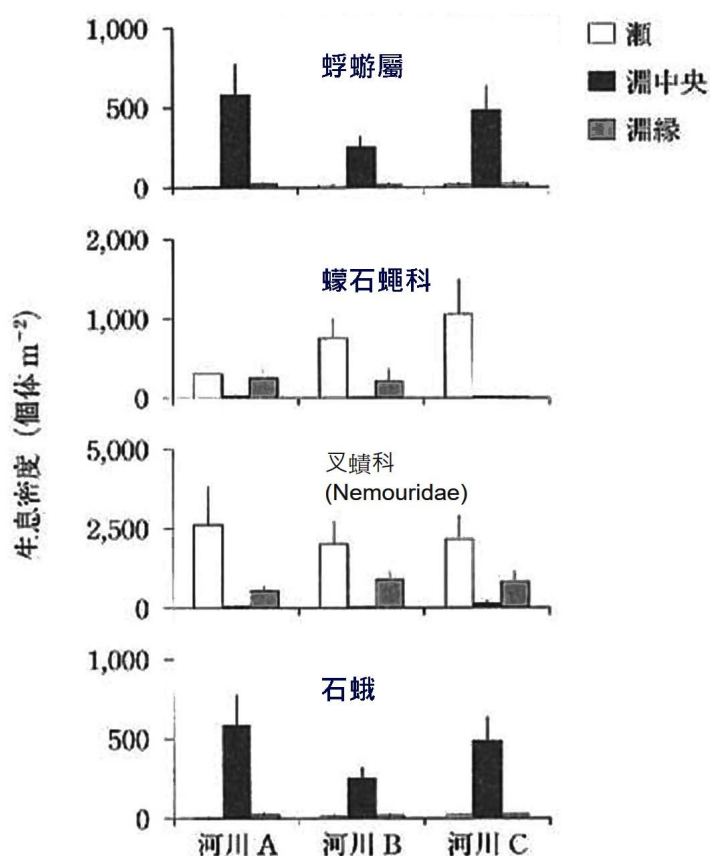 1,000
500
0
蜉蝣屬
瀬
淵中央
淵縁
2,000
1,000
0
蠓石蠅科
5,000
2,500
0
叉䗯科
(Nemouridae)
1,000
500
0
石蛾
生息密度 (個体 m⁻²)
河川 A 河川 B 河川 C